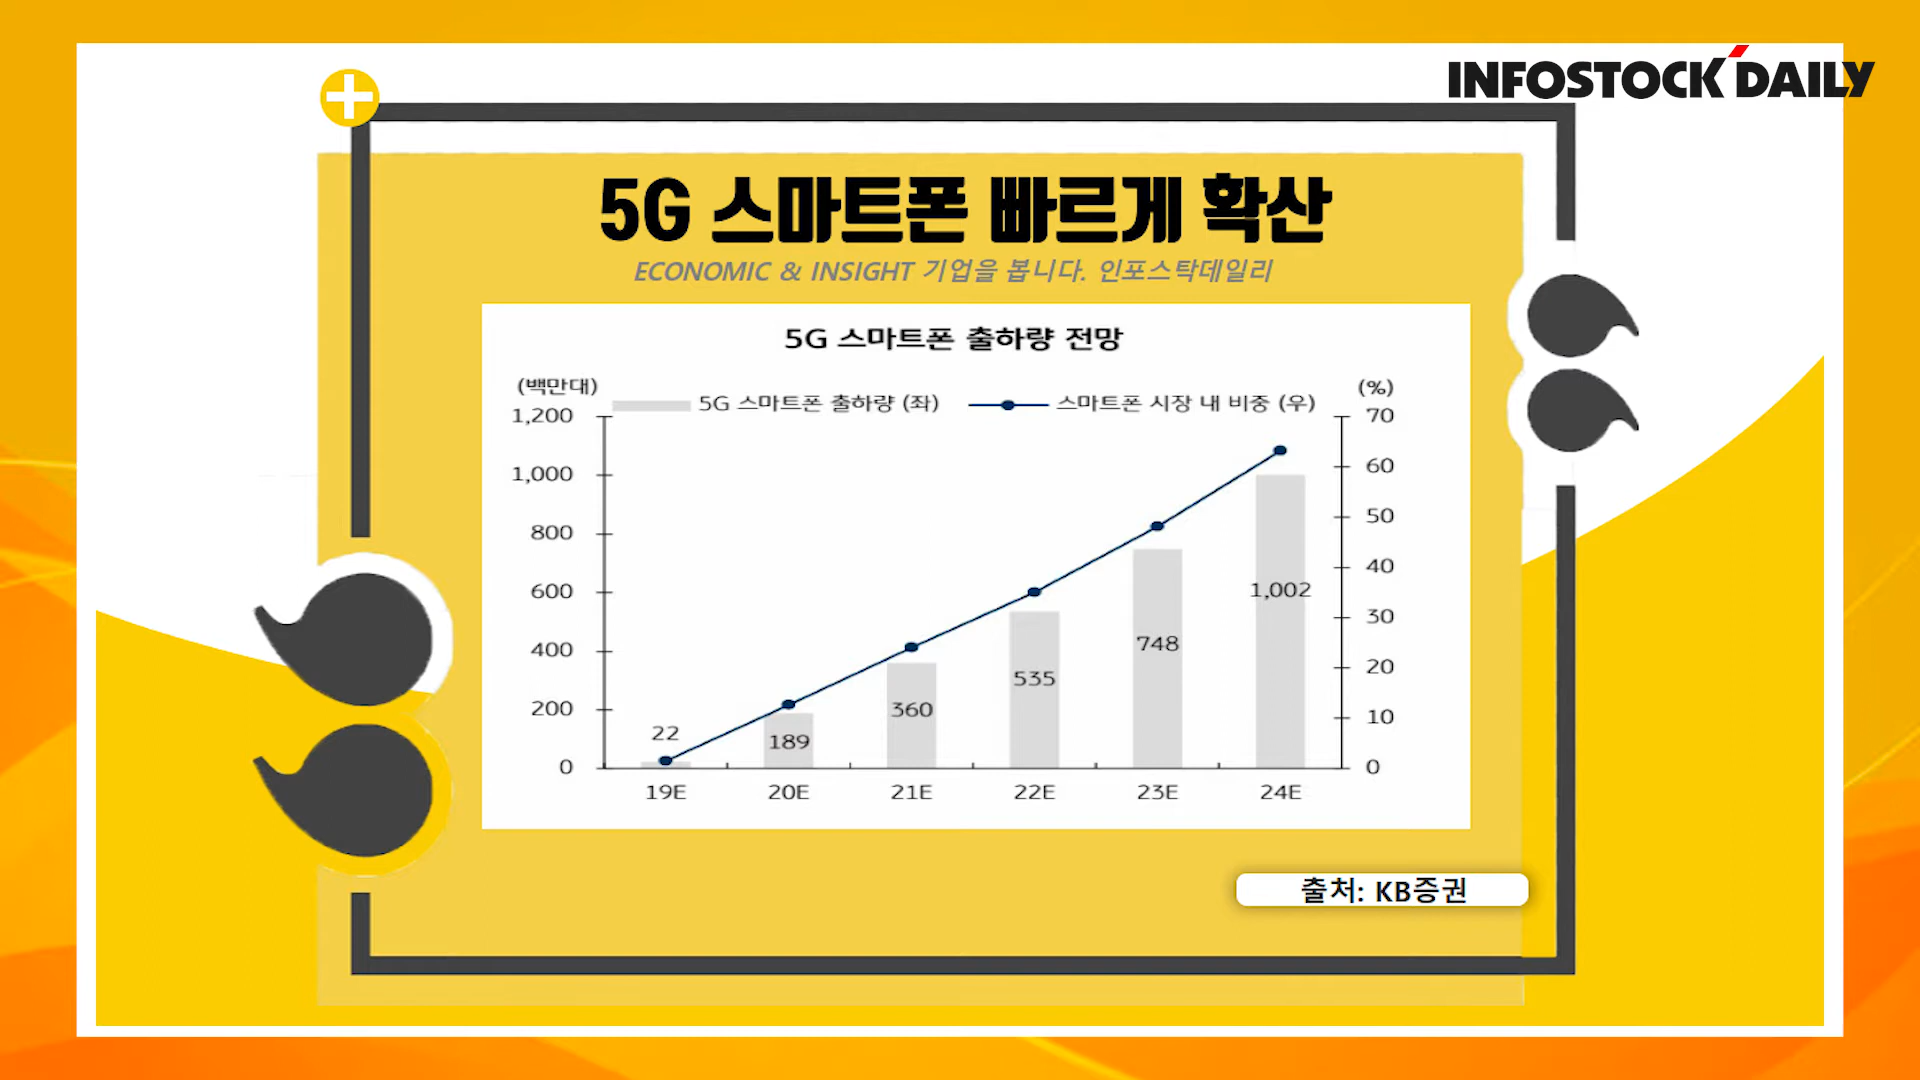 INFOSTOCK DAILY
5G 스마트폰 빠르게 확산
ECONOMIC & INSIGHT 기업을 봅니다. 인포스탁데일리
5G 스마트폰 출하량 전망
(백만대)
(%)
5G 스마트폰 출하량 (좌)
스마트폰 시장 내 비중 (우)
1,200
1,000
800
600
400
200
0
70
60
50
40
30
20
10
0
22
189
360
535
748
1,002
19E 20E 21E 22E 23E 24E
출처: KB증권